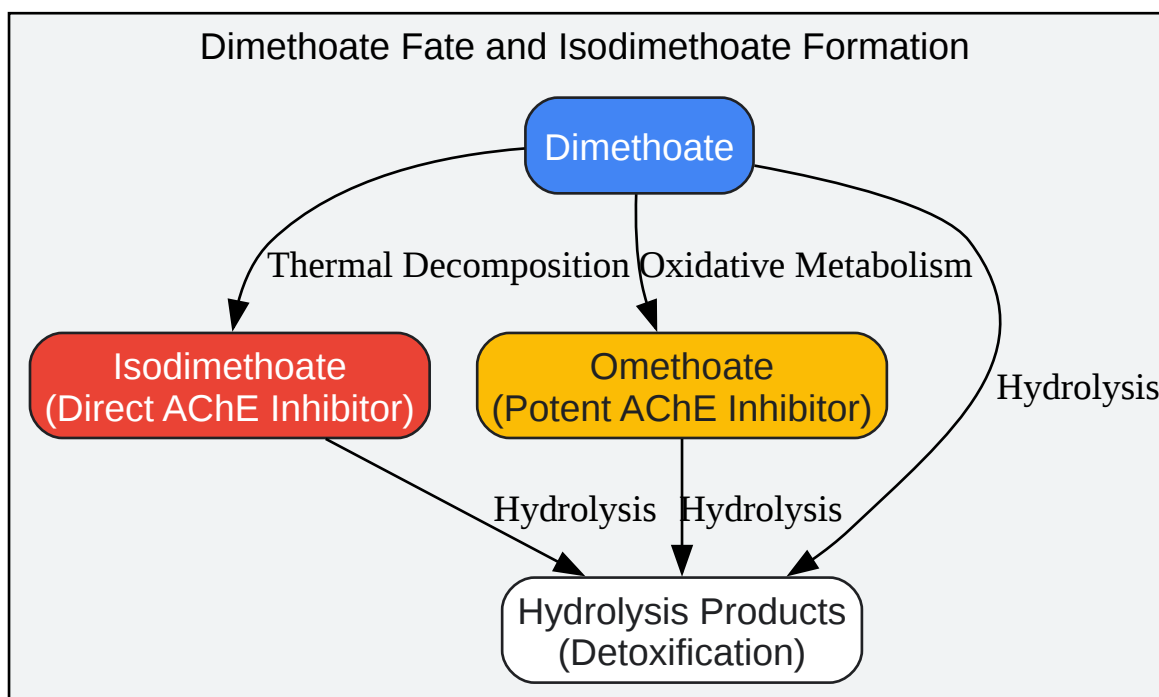 Dimethoate Fate and Isodimethoate Formation
Dimethoate
Thermal Decomposition
Oxidative Metabolism
Isodimethoate
(Direct AChE Inhibitor)
Omethoate
(Potent AChE Inhibitor)
Hydrolysis
Hydrolysis
Hydrolysis
Hydrolysis Products
(Detoxification)